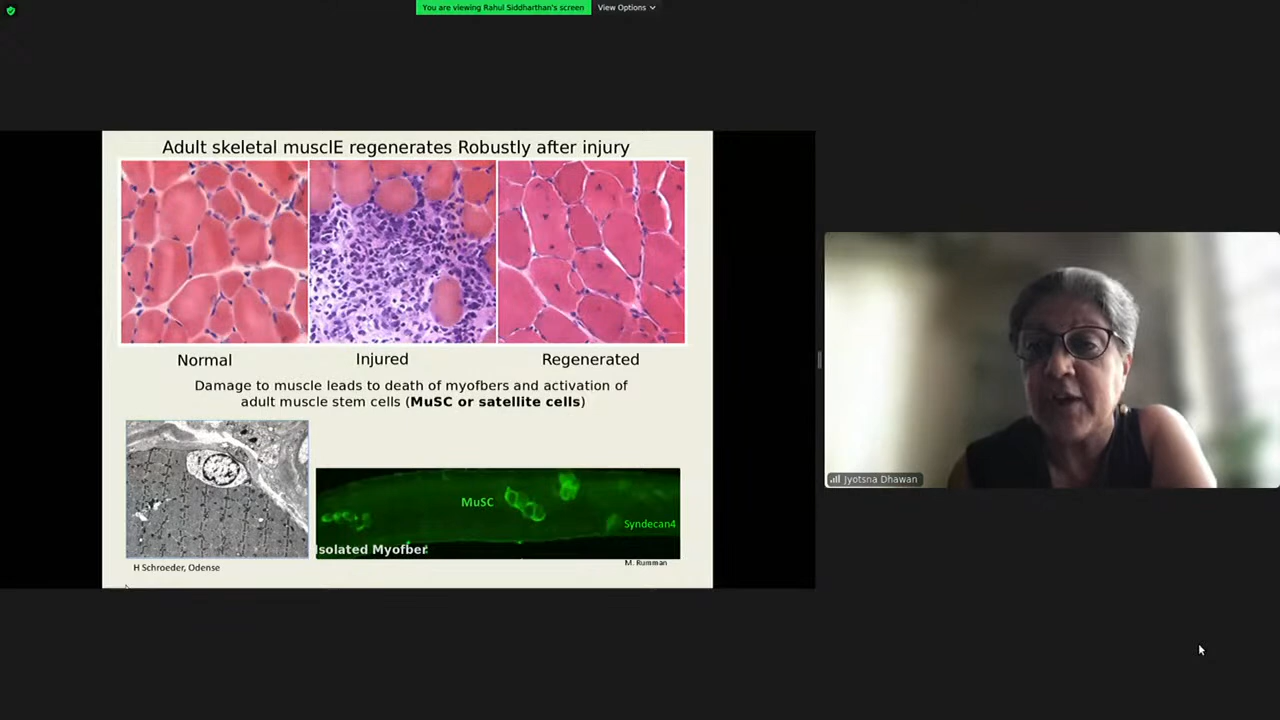 You are viewing Rahul Siddharthan's screen
View Options
Adult skeletal musclE regenerates Robustly after injury
Normal
Injured
Regenerated
Damage to muscle leads to death of myofbers and activation of
adult muscle stem cells (MuSC or satellite cells)
MuSC
Syndecan4
Isolated Myofber
H Schroeder, Odense
M. Rumman
Jyotsna Dhawan